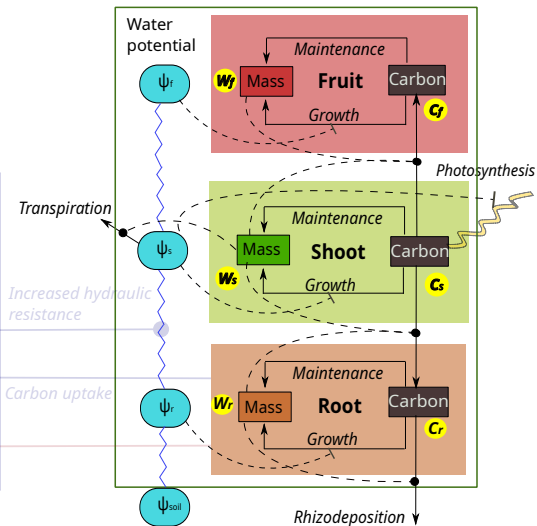 Water
potential
Maintenance
ψf
Wf
Mass
Fruit
Carbon
Growth
Cf
Photosynthesis
Transpiration
Maintenance
ψs
Mass
Shoot
Carbon
Ws
Growth
Cs
Increased hydraulic
resistance
Maintenance
Carbon uptake
ψr
Wr
Mass
Root
Carbon
Growth
Cr
ψsoil
Rhizodeposition